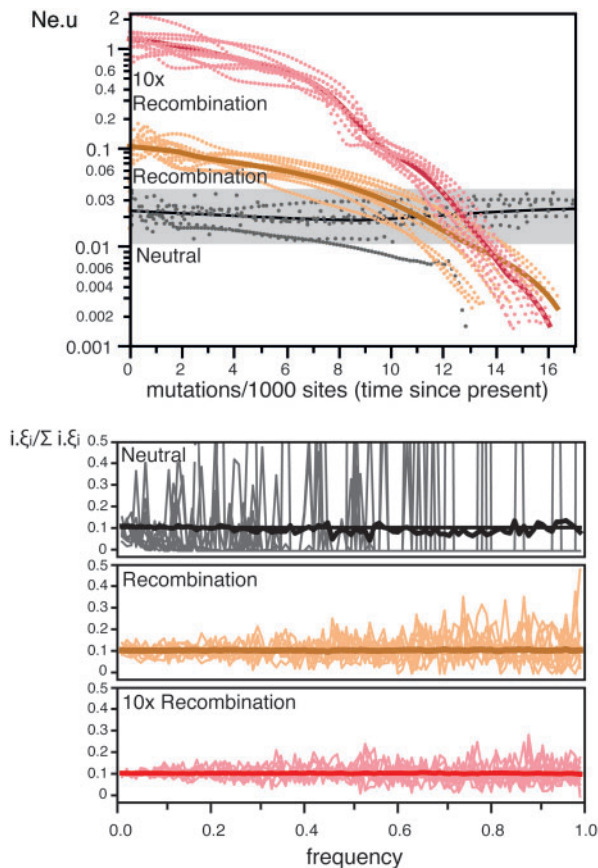 Ne.u
2
1
0.6
0.4
0.2
0.1
0.06
0.03
0.01
0.006
0.004
0.002
0.001
10x
Recombination
Recombination
Neutral
0 2 4 6 8 10 12 14 16
mutations/1000 sites (time since present)
i.ξi/Σ i.ξi
0.5
0.4
0.3
0.2
0.1
0
Neutral
0.5
0.4
0.3
0.2
0.1
0
Recombination
0.5
0.4
0.3
0.2
0.1
0
10x Recombination
0.0 0.2 0.4 0.6 0.8 1.0
frequency